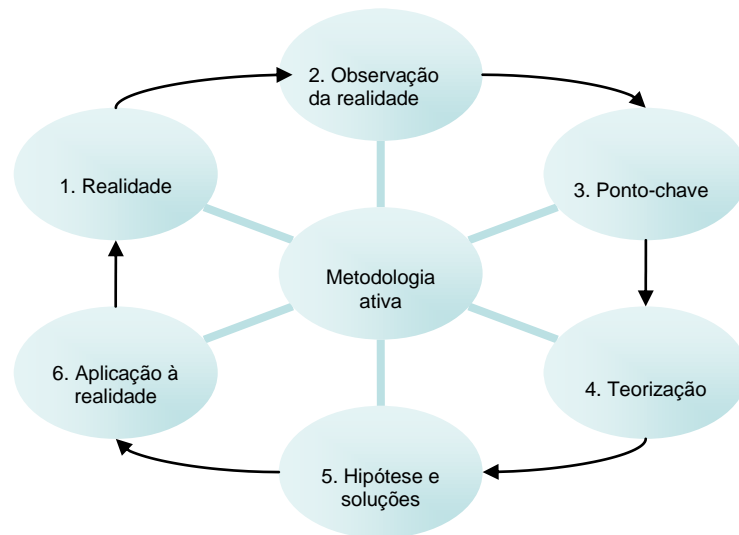 2. Observação
da realidade
1. Realidade
3. Ponto-chave
Metodologia
ativa
6. Aplicação à
realidade
4. Teorização
5. Hipótese e
soluções